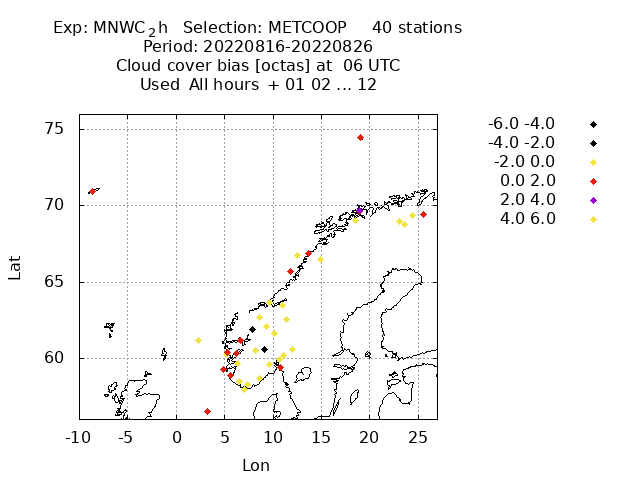 Exp: MNWC2h Selection: METCOOP 40 stations
Period: 20220816-20220826
Cloud cover bias [octas] at 06 UTC
Used All hours + 01 02 ... 12
-6.0 -4.0
-4.0 -2.0
-2.0 0.0
0.0 2.0
2.0 4.0
4.0 6.0
75
70
65
60
Lat
-10 -5 0 5 10 15 20 25
Lon